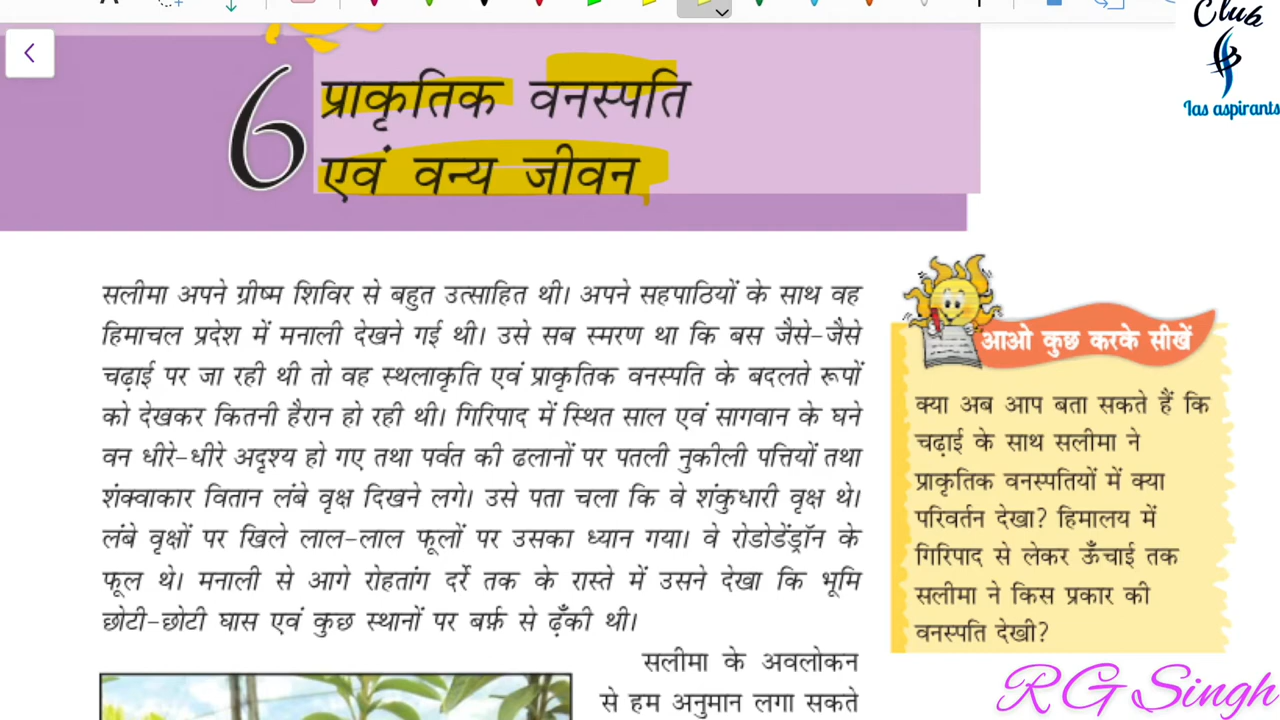 Club
Ias aspirants
6
प्राकृतिक वनस्पति
एवं वन्य जीवन
सलीमा अपने ग्रीष्म शिविर से बहुत उत्साहित थी। अपने सहपाठियों के साथ वह
हिमाचल प्रदेश में मनाली देखने गई थी। उसे सब स्मरण था कि बस जैसे-जैसे
चढ़ाई पर जा रही थी तो वह स्थलाकृति एवं प्राकृतिक वनस्पति के बदलते रूपों
को देखकर कितनी हैरान हो रही थी। गिरिपाद में स्थित साल एवं सागवान के घने
वन धीरे-धीरे अदृश्य हो गए तथा पर्वत की ढलानों पर पतली नुकीली पत्तियों तथा
शंक्वाकार वितान लंबे वृक्ष दिखने लगे। उसे पता चला कि वे शंकुधारी वृक्ष थे।
लंबे वृक्षों पर खिले लाल-लाल फूलों पर उसका ध्यान गया। वे रोडोडेंड्रॉन के
फूल थे। मनाली से आगे रोहतांग दर्रे तक के रास्ते में उसने देखा कि भूमि
छोटी-छोटी घास एवं कुछ स्थानों पर बर्फ़ से ढ़ँकी थी।
सलीमा के अवलोकन
से हम अनुमान लगा सकते
आओ कुछ करके सीखें
क्या अब आप बता सकते हैं कि
चढ़ाई के साथ सलीमा ने
प्राकृतिक वनस्पतियों में क्या
परिवर्तन देखा? हिमालय में
गिरिपाद से लेकर ऊँचाई तक
सलीमा ने किस प्रकार की
वनस्पति देखी?
RG Singh